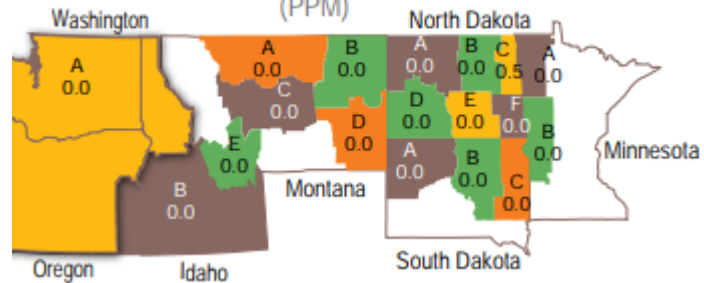 (PPM)
Washington
North Dakota
A
0.0
A
0.0
B
0.0
A
0.0
B
0.0
C
0.5
A
0.0
C
0.0
D
0.0
D
0.0
E
0.0
F
0.0
E
0.0
A
0.0
B
0.0
B
0.0
Minnesota
B
0.0
Montana
C
0.0
Oregon
Idaho
South Dakota